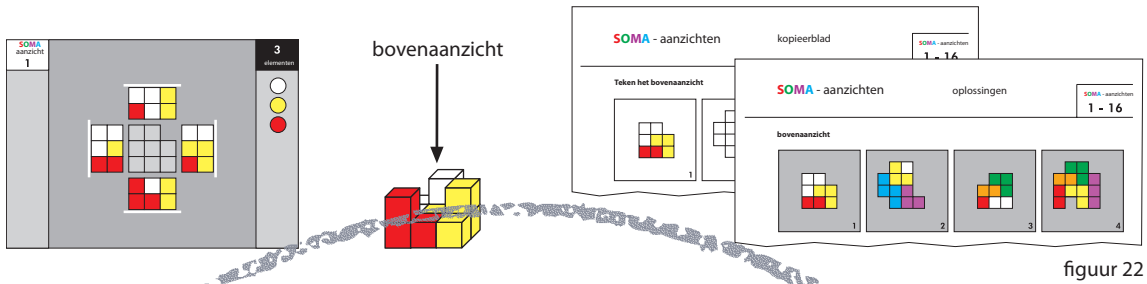 SOMA
aanzicht
1
3
elementen
bovenaanzicht
SOMA - aanzichten
kopieerblad
SOMA - aanzichten
1 - 16
Teken het bovenaanzicht
1
SOMA - aanzichten
oplossingen
SOMA - aanzichten
1 - 16
bovenaanzicht
1
2
3
4
figuur 22